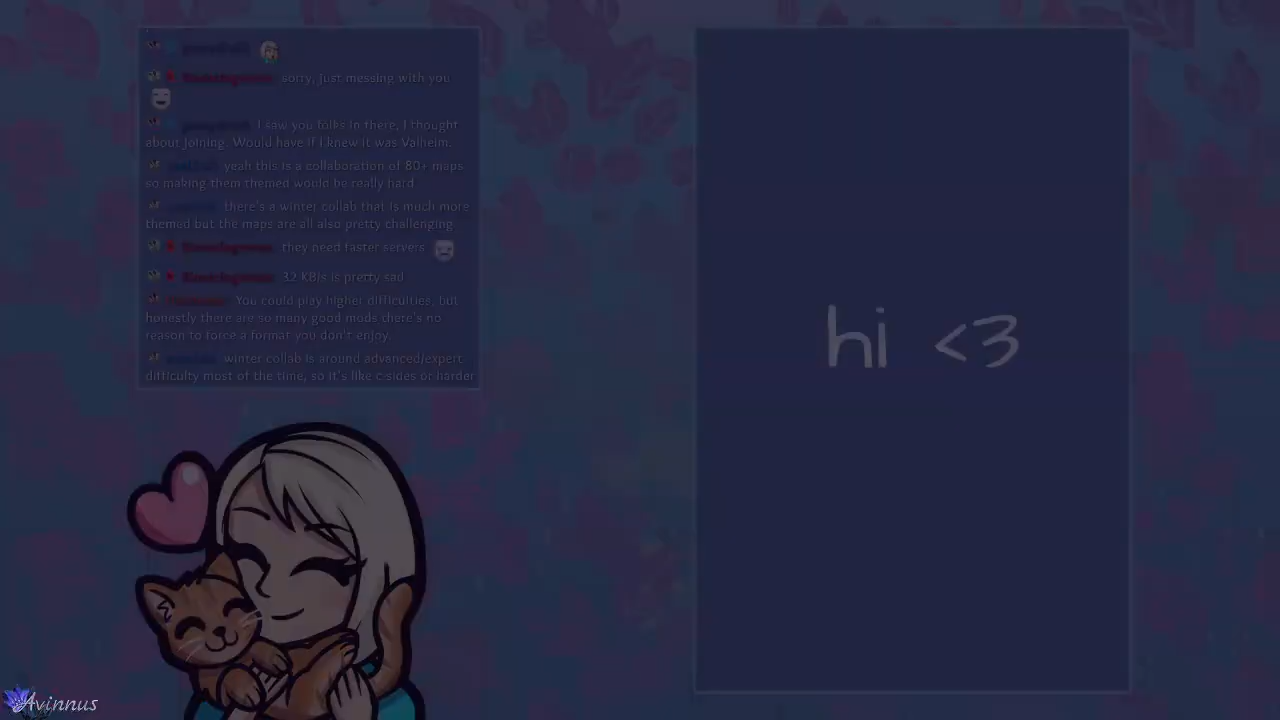 sorry, just messing with you
I saw you folks in there, I thought
about joining. Would have if I knew it was Valheim.
yeah this is a collaboration of 80+ maps
so making them themed would be really hard
there's a winter collab that is much more
themed but the maps are all also pretty challenging
they need faster servers
32 KB/s is pretty sad
You could play higher difficulties, but
honestly there are so many good mods there's no
reason to force a format you don't enjoy.
winter collab is around advanced/expert
difficulty most of the time, so it's like c-sides or harder
hi <3
Avinnus